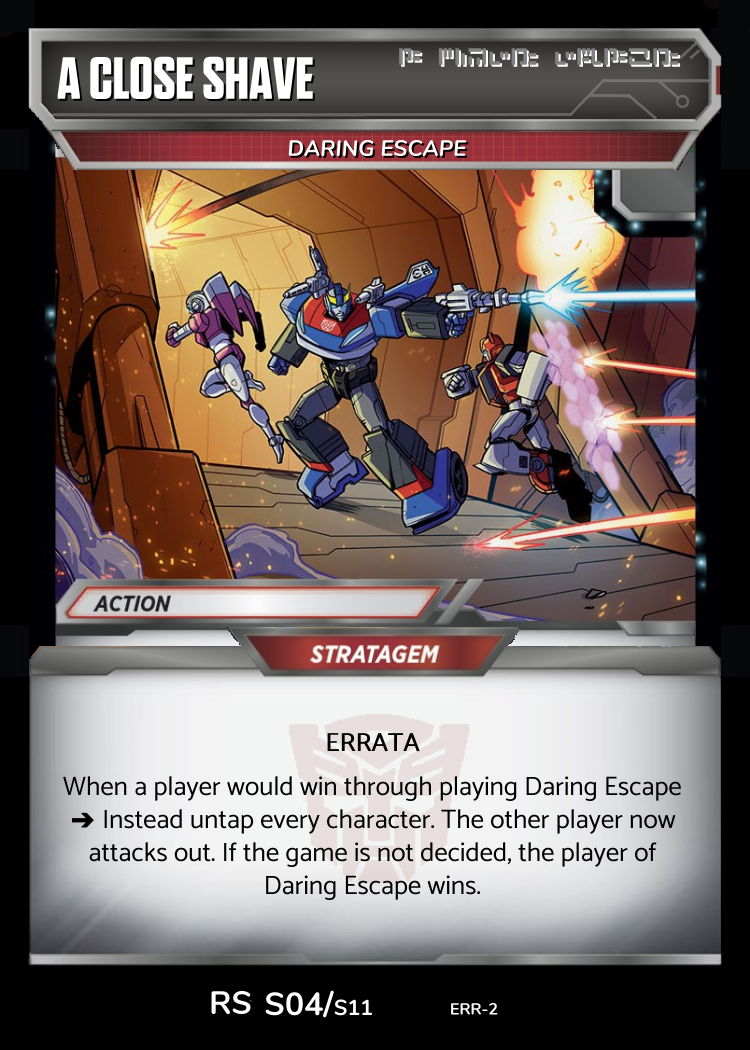 A CLOSE SHAVE
DARING ESCAPE
ACTION
STRATAGEM
ERRATA
When a player would win through playing Daring Escape
➔ Instead untap every character. The other player now
attacks out. If the game is not decided, the player of
Daring Escape wins.
RS S04/S11 ERR-2